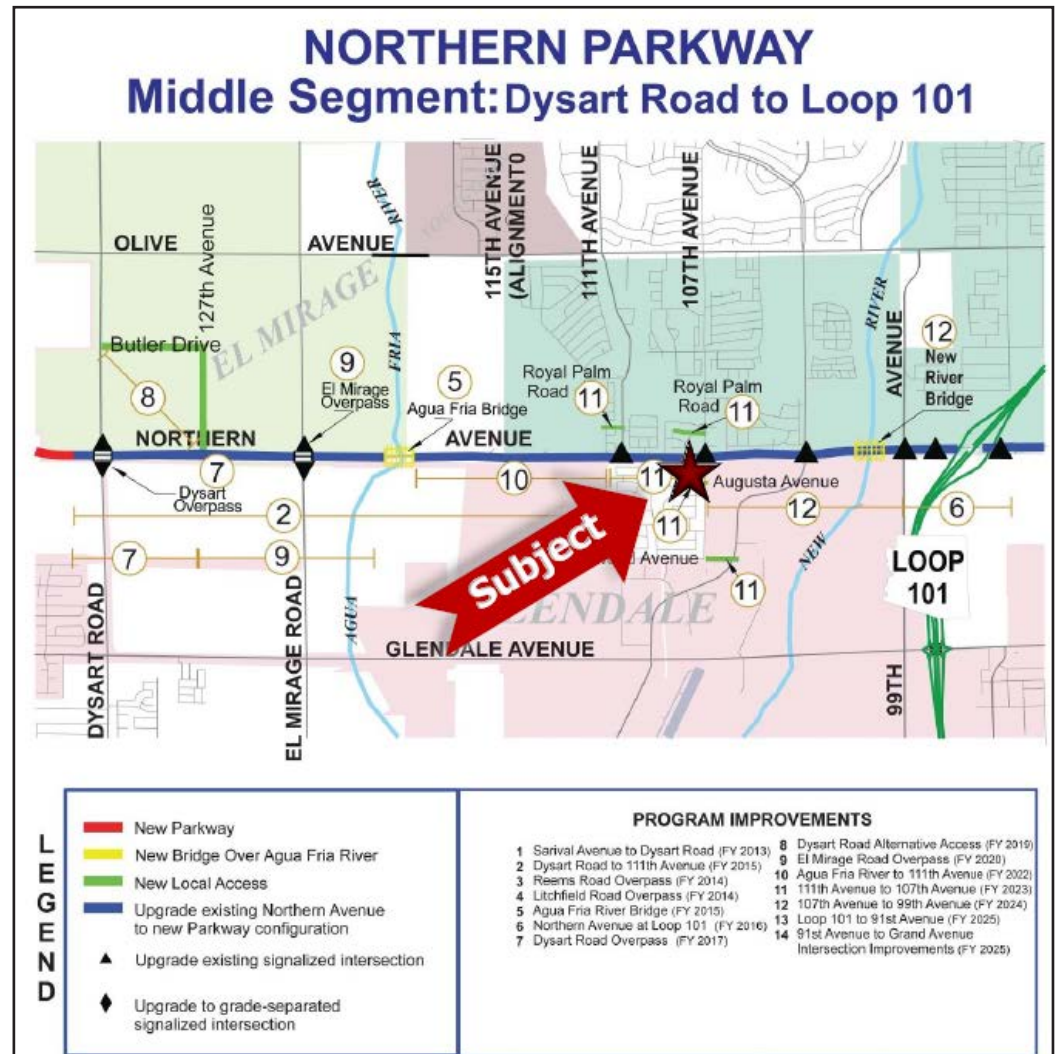 NORTHERN PARKWAY
Middle Segment: Dysart Road to Loop 101
OLIVE AVENUE
127th Avenue
EL MIRAGE
Butler Drive
8
NORTHERN AVENUE
7
Dysart
Overpass
9
El Mirage
Overpass
RIVER
FRIA
AGUA
5
Agua Fria Bridge
115TH AVENUE
(ALIGNMENT0
111TH AVENUE
107TH AVENUE
Royal Palm
Road
11
Royal Palm
Road
11
RIVER
NEW
AVENUE
99TH
12
New
River
Bridge
10
11
Augusta Avenue
11
2
12
6
7
9
Avenue
11
Subject
LENDALE
LOOP
101
GLENDALE AVENUE
DYSART ROAD
EL MIRAGE ROAD
LEGEND
New Parkway
New Bridge Over Agua Fria River
New Local Access
Upgrade existing Northern Avenue
to new Parkway configuration
Upgrade existing signalized intersection
Upgrade to grade-separated
signalized intersection
PROGRAM IMPROVEMENTS
1 Sarival Avenue to Dysart Road (FY 2013)
2 Dysart Road to 111th Avenue (FY 2015)
3 Reems Road Overpass (FY 2014)
4 Litchfield Road Overpass (FY 2014)
5 Agua Fria River Bridge (FY 2015)
6 Northern Avenue at Loop 101 (FY 2016)
7 Dysart Road Overpass (FY 2017)
8 Dysart Road Alternative Access (FY 2019)
9 El Mirage Road Overpass (FY 2020)
10 Agua Fria River to 111th Avenue (FY 2022)
11 111th Avenue to 107th Avenue (FY 2023)
12 107th Avenue to 99th Avenue (FY 2024)
13 Loop 101 to 91st Avenue (FY 2025)
14 91st Avenue to Grand Avenue
Intersection Improvements (FY 2025)